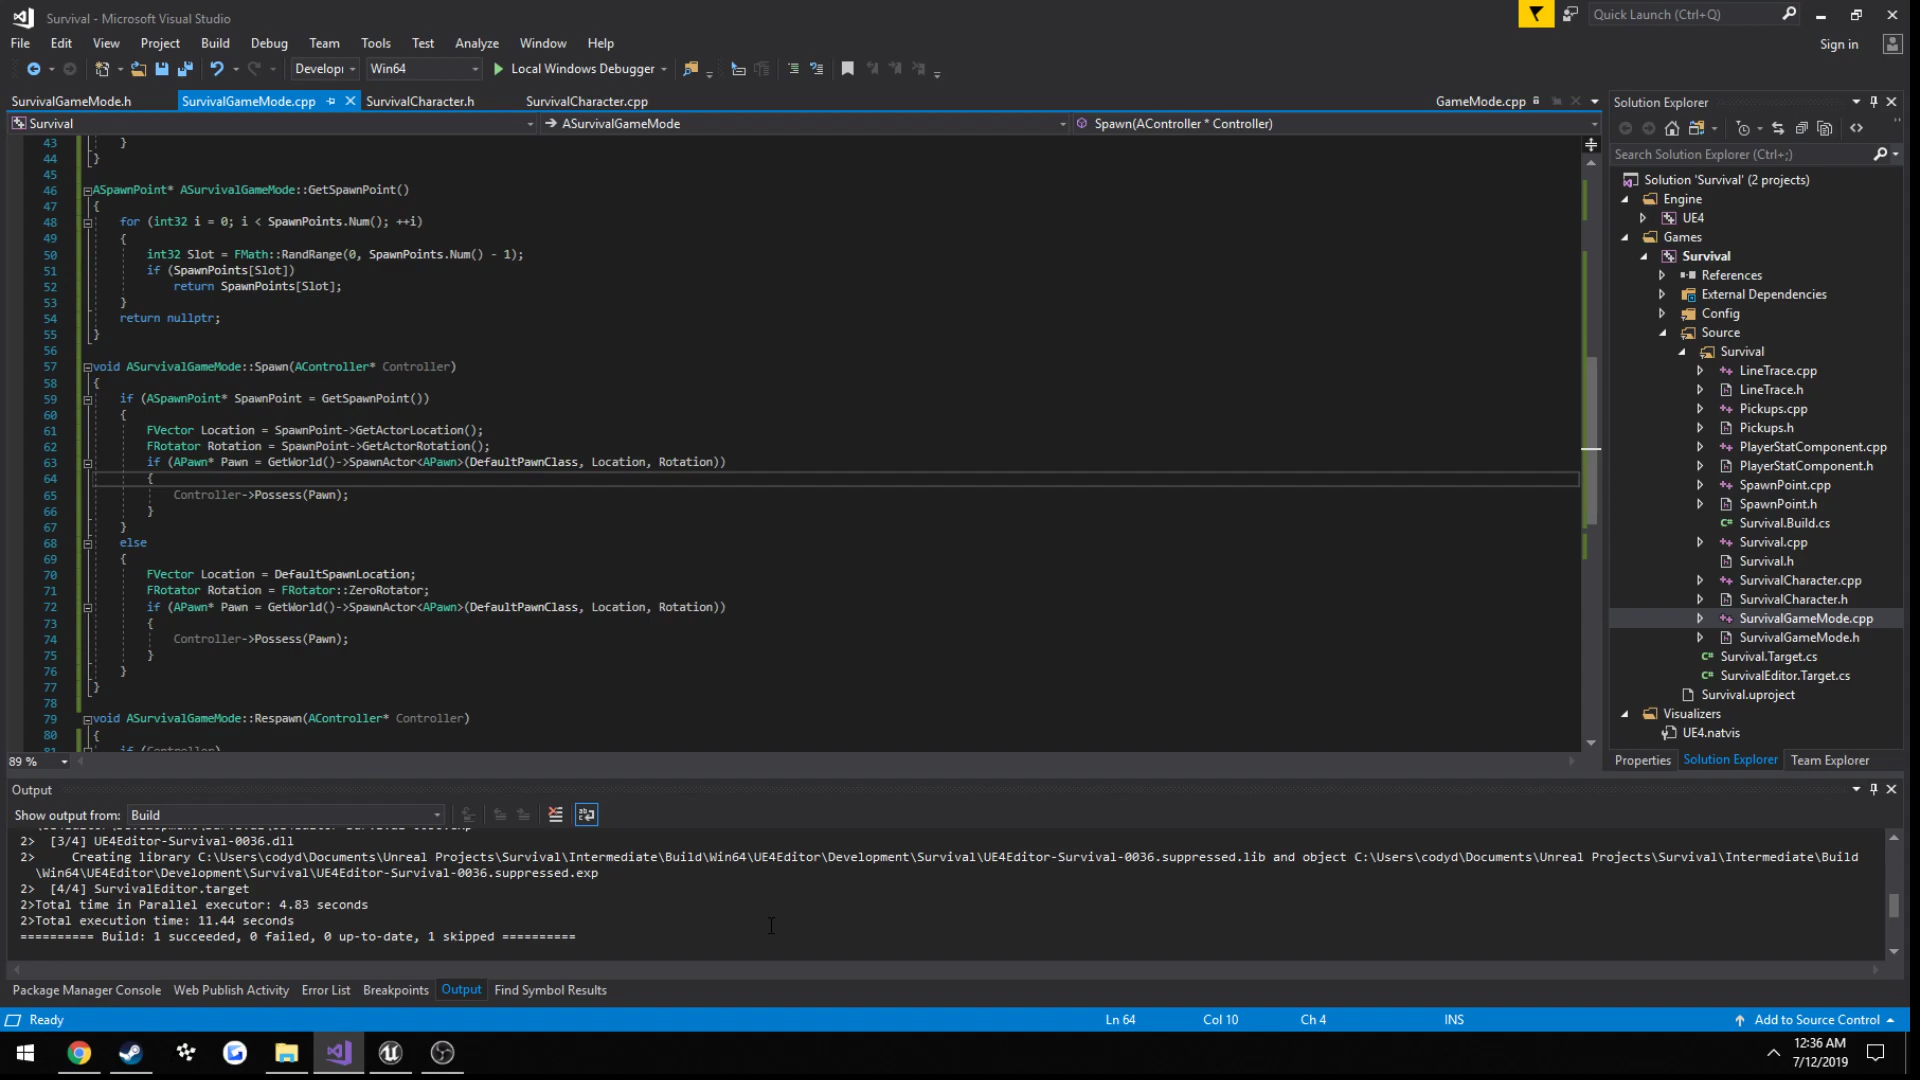 Survival - Microsoft Visual Studio
Quick Launch (Ctrl+Q)
File Edit View Project Build Debug Team Tools Test Analyze Window Help
Sign in
Develop Win64 Local Windows Debugger
SurvivalGameMode.h SurvivalGameMode.cpp SurvivalCharacter.h SurvivalCharacter.cpp GameMode.cpp
Survival ASurvivalGameMode Spawn(AController * Controller)
43 }
44 }
45
46 ASpawnPoint* ASurvivalGameMode::GetSpawnPoint()
47 {
48 for (int32 i = 0; i < SpawnPoints.Num(); ++i)
49 {
50 int32 Slot = FMath::RandRange(0, SpawnPoints.Num() - 1);
51 if (SpawnPoints[Slot])
52 return SpawnPoints[Slot];
53 }
54 return nullptr;
55 }
56
57 void ASurvivalGameMode::Spawn(AController* Controller)
58 {
59 if (ASpawnPoint* SpawnPoint = GetSpawnPoint())
60 {
61 FVector Location = SpawnPoint->GetActorLocation();
62 FRotator Rotation = SpawnPoint->GetActorRotation();
63 if (APawn* Pawn = GetWorld()->SpawnActor<APawn>(DefaultPawnClass, Location, Rotation))
64 {
65 Controller->Possess(Pawn);
66 }
67 }
68 else
69 {
70 FVector Location = DefaultSpawnLocation;
71 FRotator Rotation = FRotator::ZeroRotator;
72 if (APawn* Pawn = GetWorld()->SpawnActor<APawn>(DefaultPawnClass, Location, Rotation))
73 {
74 Controller->Possess(Pawn);
75 }
76 }
77 }
78
79 void ASurvivalGameMode::Respawn(AController* Controller)
80 {
81 if (Controller)
89 %
Solution Explorer
Search Solution Explorer (Ctrl+;)
Solution 'Survival' (2 projects)
Engine
UE4
Games
Survival
References
External Dependencies
Config
Source
Survival
LineTrace.cpp
LineTrace.h
Pickups.cpp
Pickups.h
PlayerStatComponent.cpp
PlayerStatComponent.h
SpawnPoint.cpp
SpawnPoint.h
Survival.Build.cs
Survival.cpp
Survival.h
SurvivalCharacter.cpp
SurvivalCharacter.h
SurvivalGameMode.cpp
SurvivalGameMode.h
Survival.Target.cs
SurvivalEditor.Target.cs
Survival.uproject
Visualizers
UE4.natvis
Properties Solution Explorer Team Explorer
Output
Show output from: Build
2> [3/4] UE4Editor-Survival-0036.dll
2> Creating library C:\Users\codyd\Documents\Unreal Projects\Survival\Intermediate\Build\Win64\UE4Editor\Development\Survival\UE4Editor-Survival-0036.suppressed.lib and object C:\Users\codyd\Documents\Unreal Projects\Survival\Intermediate\Build
\Win64\UE4Editor\Development\Survival\UE4Editor-Survival-0036.suppressed.exp
2> [4/4] SurvivalEditor.target
2>Total time in Parallel executor: 4.83 seconds
2>Total execution time: 11.44 seconds
========== Build: 1 succeeded, 0 failed, 0 up-to-date, 1 skipped ==========
Package Manager Console Web Publish Activity Error List Breakpoints Output Find Symbol Results
Ready Ln 64 Col 10 Ch 4 INS Add to Source Control
12:36 AM
7/12/2019